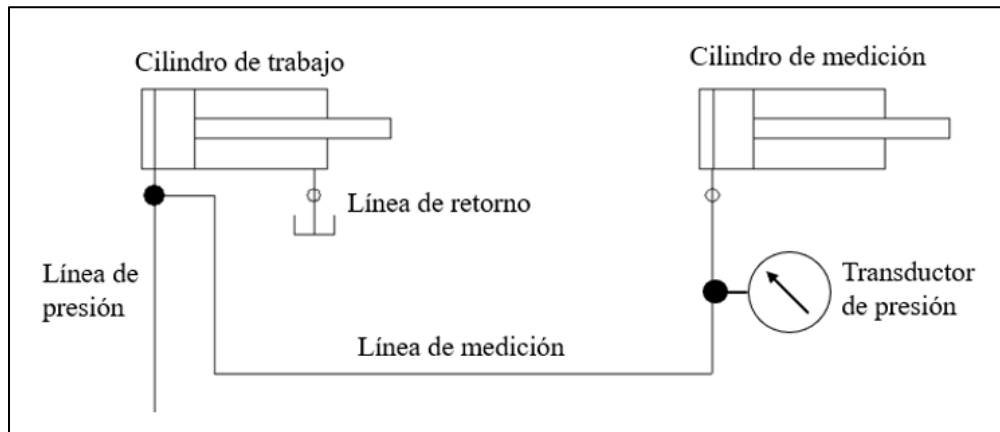 Cilindro de trabajo
Cilindro de medición
Línea de retorno
Línea de
presión
Transductor
de presión
Línea de medición